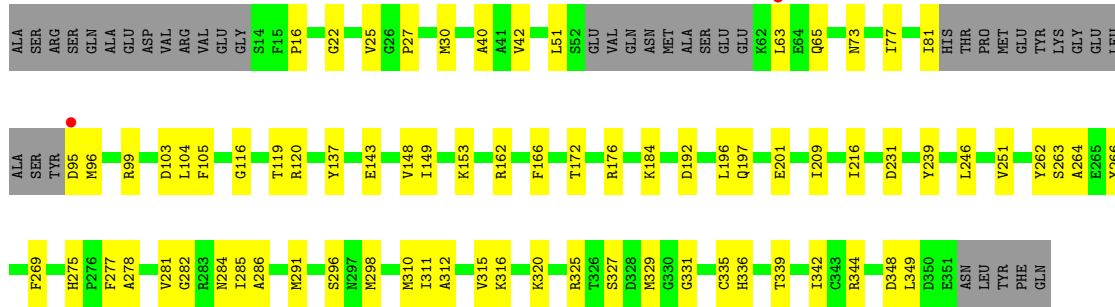 ALA SER ARG SER GLN ALA GLU ASP VAL ARG VAL GLU GLY S14 F15 P16 G22 V25 G26 P27 M30 A40 A41 V42 L51 S52 GLU VAL GLN ASN MET ALA SER GLU GLU K62 L63 E64 Q65 N73 I77 I81 HIS THR PRO MET GLU TYR LYS GLY GLU LEU
ALA SER TYR D95 M96 R99 D103 L104 F105 G116 T119 R120 Y137 E143 V148 I149 K153 R162 F166 T172 R176 K184 D192 L196 Q197 E201 I209 I216 D231 Y239 L246 V251 Y262 S263 A264 E265 Y266
F269 H275 P276 F277 A278 V281 G282 R283 N284 I285 A286 M291 S296 N297 M298 M310 I311 A312 V315 K316 K320 R325 T326 S327 D328 M329 G330 G331 C335 H336 T339 I342 C343 R344 D348 L349 D350 E351 ASN LEU TYR PHE GLN